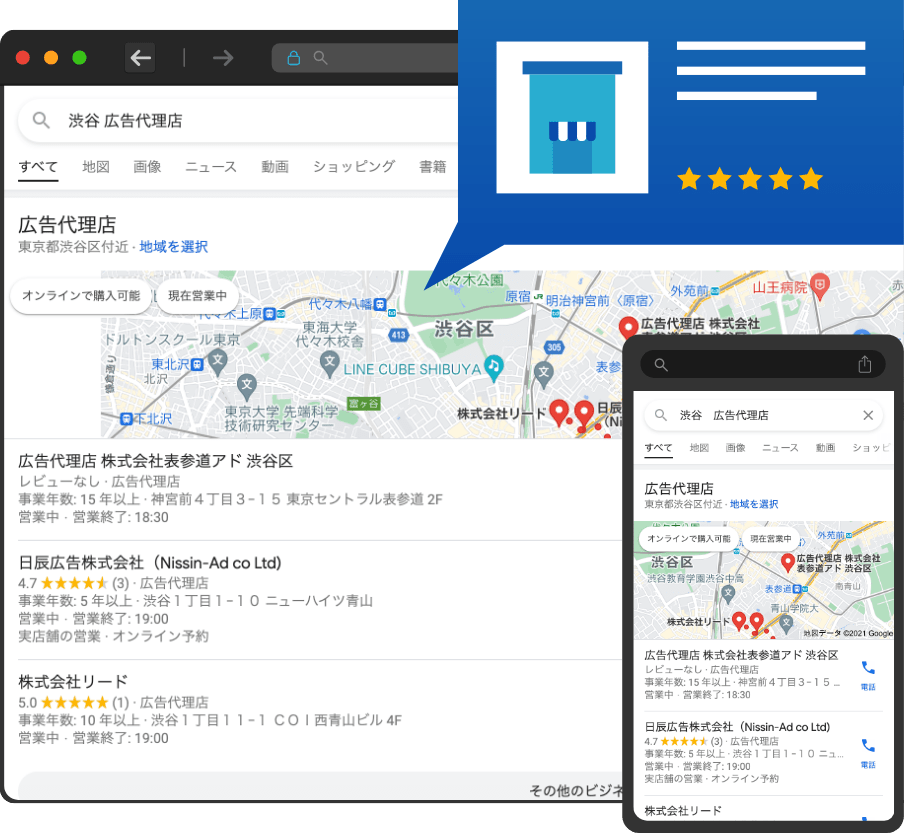 渋谷 広告代理店
すべて 地図 画像 ニュース 動画 ショッピング 書籍
広告代理店
東京都渋谷区付近・地域を選択
オンラインで購入可能 現在営業中
代々木公園
代々木八幡
代々木上原
原宿 JR 明治神宮前〈原宿〉
外苑前
山王病院
赤
東海大学
代々木校舎
413
渋谷区
305
広告代理店 株式会社
ドルトンスクール東京
東北沢
北沢
LINE CUBE SHIBUYA
表参
下北沢
東京大学 先端科学
技術研究センター
富ヶ谷
株式会社リード
日辰
(Ni
広告代理店 株式会社表参道アド 渋谷区
レビューなし・広告代理店
事業年数: 15 年以上・神宮前４丁目３−１５ 東京セントラル表参道 2F
営業中・営業終了: 18:30
日辰広告株式会社（Nissin-Ad co Ltd)
4.7 ★★★★★ (3)・広告代理店
事業年数: 5 年以上・渋谷１丁目１−１０ ニューハイツ青山
営業中・営業終了: 19:00
実店舗の営業・オンライン予約
株式会社リード
5.0 ★★★★★ (1)・広告代理店
事業年数: 10 年以上・渋谷１丁目１１−１ ＣＯＩ西青山ビル 4F
営業中・営業終了: 19:00
その他のビジネ
渋谷　広告代理店
すべて 地図 画像 ニュース 動画 ショッピ
広告代理店
東京都渋谷区付近・地域を選択
オンラインで購入可能 現在営業中
外苑前
渋谷区
広告代理店 株式会社
表参道アド 渋谷区
渋谷教育学園渋谷中高
表参道
南青山
青山学院大
株式会社リード
地図データ ©2021 Google
広告代理店 株式会社表参道アド 渋谷区
レビューなし・広告代理店
事業年数: 15 年以上・神宮前４丁目３−１５ ...
営業中・営業終了: 18:30
電話
日辰広告株式会社（Nissin-Ad co Ltd)
4.7 ★★★★★ (3)・広告代理店
事業年数: 5 年以上・渋谷１丁目１−１０ ニュ...
営業中・営業終了: 19:00
実店舗の営業・オンライン予約
電話
株式会社リード